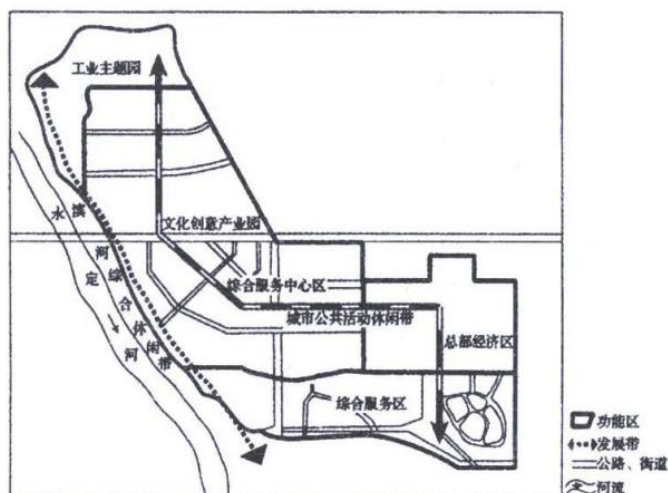 工业主题园
文化创意产业园
综合服务中心区
城市公共活动休闲带
总部经济区
综合服务区
永定河
滨河综合休闲带
功能区
发展带
公路、街道
河流